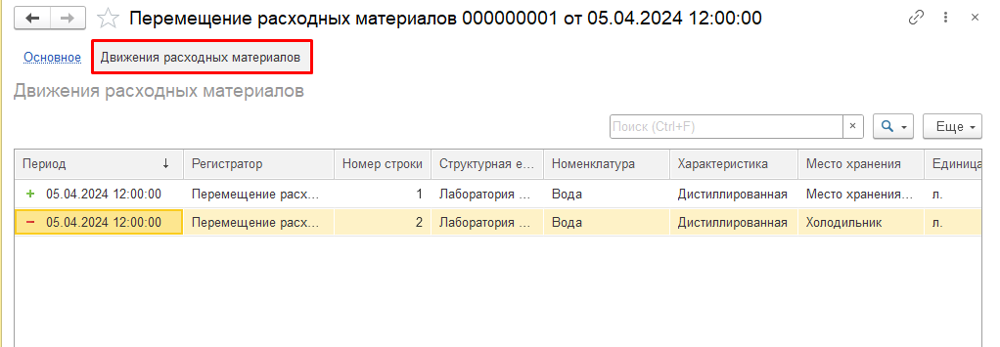 Перемещение расходных материалов 000000001 от 05.04.2024 12:00:00
Основное Движения расходных материалов
Движения расходных материалов
Поиск (Ctrl+F) × Еще
Период ↓ Регистратор Номер строки Структурная е... Номенклатура Характеристика Место хранения Единица
+ 05.04.2024 12:00:00 Перемещение расх... 1 Лаборатория ... Вода Дистиллированная Место хранения... л.
− 05.04.2024 12:00:00 Перемещение расх... 2 Лаборатория ... Вода Дистиллированная Холодильник л.